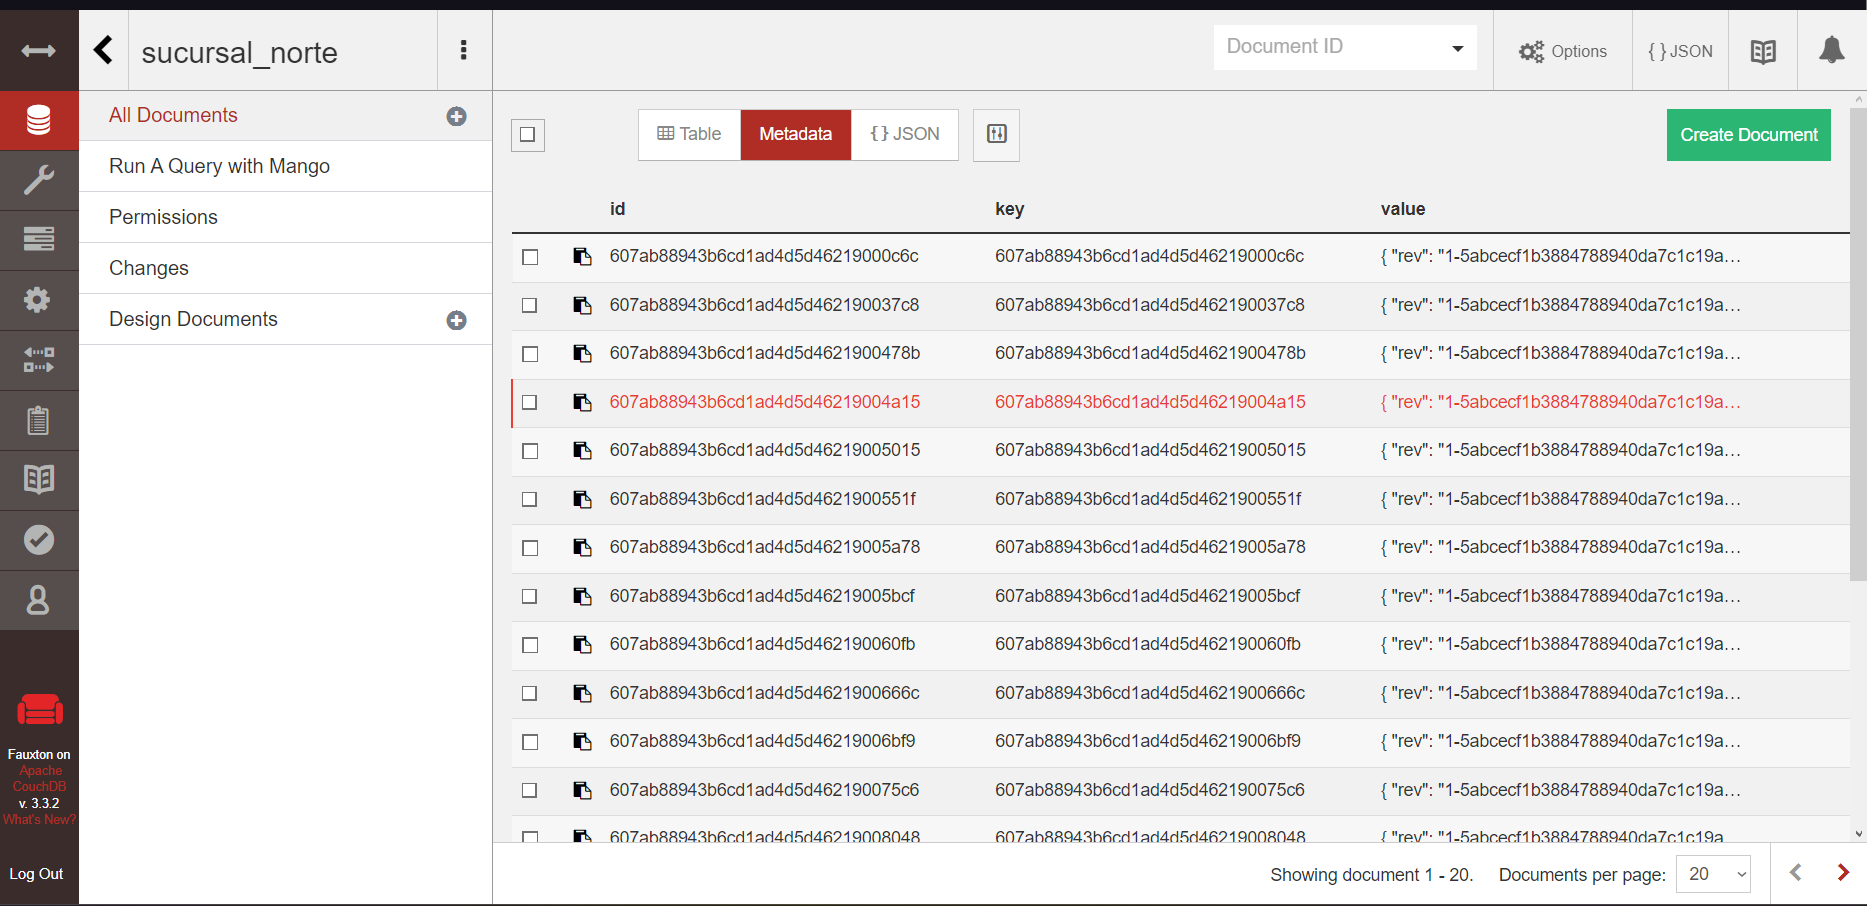 sucursal_norte
Document ID
Options
{ } JSON
All Documents
Run A Query with Mango
Permissions
Changes
Design Documents
Table
Metadata
{ } JSON
Create Document
id key value
607ab88943b6cd1ad4d5d46219000c6c 607ab88943b6cd1ad4d5d46219000c6c { "rev": "1-5abcecf1b3884788940da7c1c19a…
607ab88943b6cd1ad4d5d462190037c8 607ab88943b6cd1ad4d5d462190037c8 { "rev": "1-5abcecf1b3884788940da7c1c19a…
607ab88943b6cd1ad4d5d4621900478b 607ab88943b6cd1ad4d5d4621900478b { "rev": "1-5abcecf1b3884788940da7c1c19a…
607ab88943b6cd1ad4d5d46219004a15 607ab88943b6cd1ad4d5d46219004a15 { "rev": "1-5abcecf1b3884788940da7c1c19a…
607ab88943b6cd1ad4d5d46219005015 607ab88943b6cd1ad4d5d46219005015 { "rev": "1-5abcecf1b3884788940da7c1c19a…
607ab88943b6cd1ad4d5d4621900551f 607ab88943b6cd1ad4d5d4621900551f { "rev": "1-5abcecf1b3884788940da7c1c19a…
607ab88943b6cd1ad4d5d46219005a78 607ab88943b6cd1ad4d5d46219005a78 { "rev": "1-5abcecf1b3884788940da7c1c19a…
607ab88943b6cd1ad4d5d46219005bcf 607ab88943b6cd1ad4d5d46219005bcf { "rev": "1-5abcecf1b3884788940da7c1c19a…
607ab88943b6cd1ad4d5d462190060fb 607ab88943b6cd1ad4d5d462190060fb { "rev": "1-5abcecf1b3884788940da7c1c19a…
607ab88943b6cd1ad4d5d4621900666c 607ab88943b6cd1ad4d5d4621900666c { "rev": "1-5abcecf1b3884788940da7c1c19a…
607ab88943b6cd1ad4d5d46219006bf9 607ab88943b6cd1ad4d5d46219006bf9 { "rev": "1-5abcecf1b3884788940da7c1c19a…
607ab88943b6cd1ad4d5d462190075c6 607ab88943b6cd1ad4d5d462190075c6 { "rev": "1-5abcecf1b3884788940da7c1c19a…
607ab88943b6cd1ad4d5d46219008048 607ab88943b6cd1ad4d5d46219008048 { "rev": "1-5abcecf1b3884788940da7c1c19a
Showing document 1 - 20. Documents per page: 20
Fauxton on
Apache
CouchDB
v. 3.3.2
What's New?
Log Out